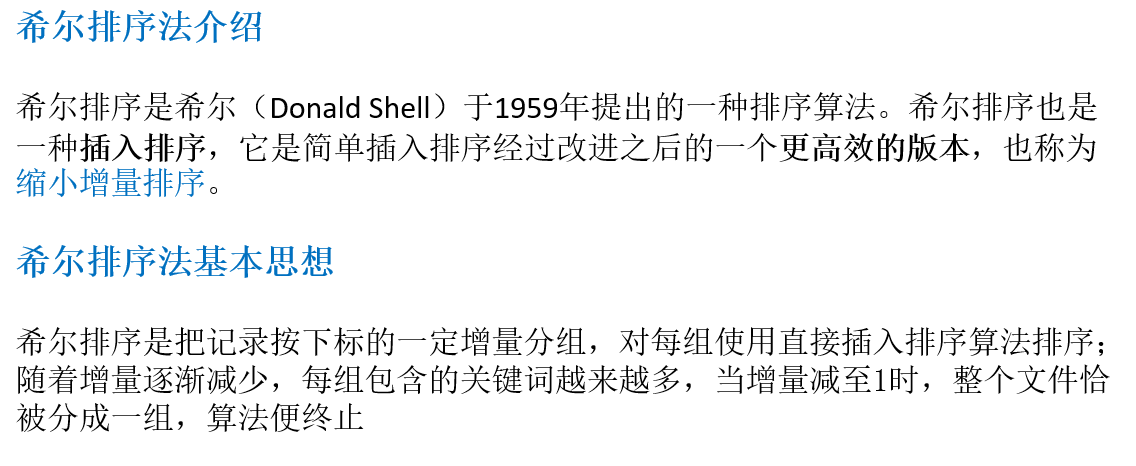 希尔排序法介绍
希尔排序是希尔（Donald Shell）于1959年提出的一种排序算法。希尔排序也是
一种插入排序，它是简单插入排序经过改进之后的一个更高效的版本，也称为
缩小增量排序。
希尔排序法基本思想
希尔排序是把记录按下标的一定增量分组，对每组使用直接插入排序算法排序；
随着增量逐渐减少，每组包含的关键词越来越多，当增量减至1时，整个文件恰
被分成一组，算法便终止